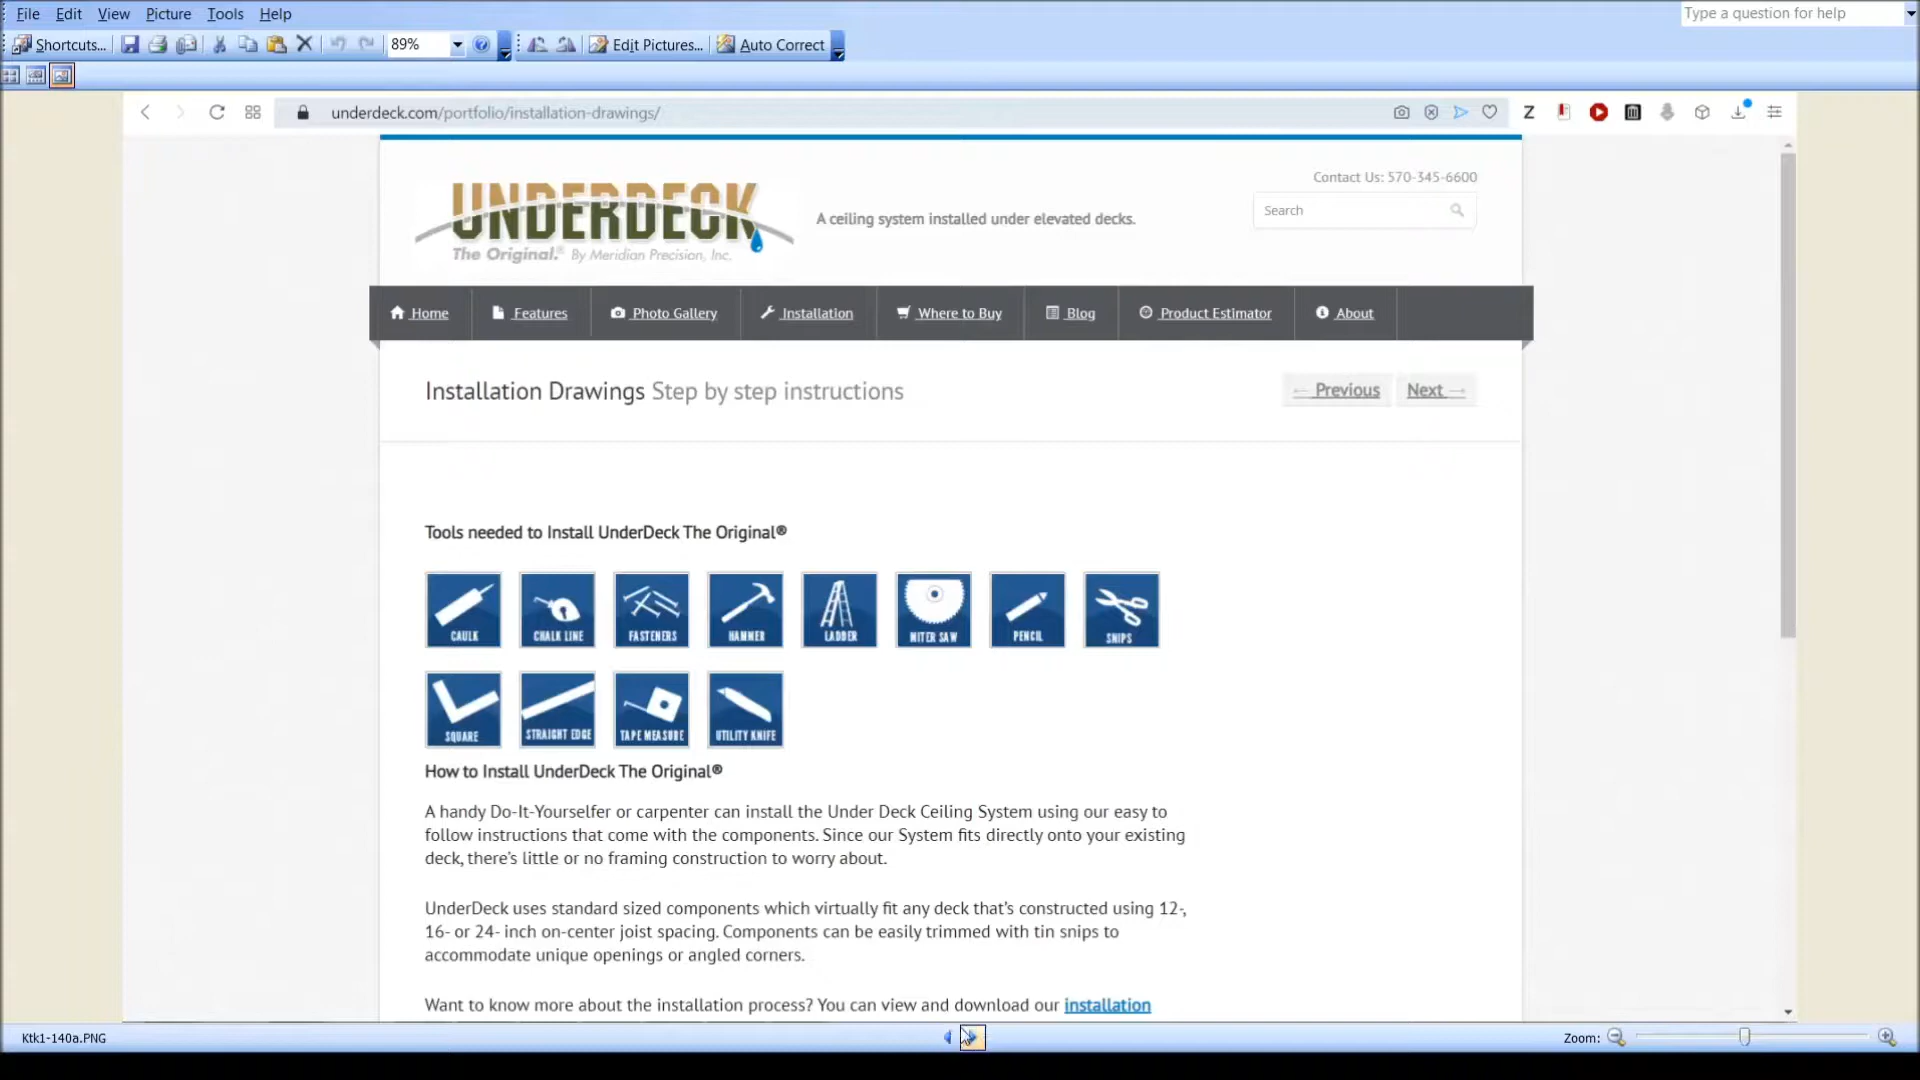 File Edit View Picture Tools Help
Type a question for help
Shortcuts...
89%
Edit Pictures...
Auto Correct
underdeck.com/portfolio/installation-drawings/
Z
Contact Us: 570-345-6600
UNDERDECK
The Original.® By Meridian Precision, Inc.
A ceiling system installed under elevated decks.
Search
Home
Features
Photo Gallery
Installation
Where to Buy
Blog
Product Estimator
About
Installation Drawings Step by step instructions
← Previous
Next →
Tools needed to Install UnderDeck The Original®
CAULK
CHALK LINE
FASTENERS
HAMMER
LADDER
MITER SAW
PENCIL
SNIPS
SQUARE
STRAIGHT EDGE
TAPE MEASURE
UTILITY KNIFE
How to Install UnderDeck The Original®
A handy Do-It-Yourselfer or carpenter can install the Under Deck Ceiling System using our easy to
follow instructions that come with the components. Since our System fits directly onto your existing
deck, there's little or no framing construction to worry about.
UnderDeck uses standard sized components which virtually fit any deck that's constructed using 12-,
16- or 24- inch on-center joist spacing. Components can be easily trimmed with tin snips to
accommodate unique openings or angled corners.
Want to know more about the installation process? You can view and download our installation
Ktk1-140a.PNG
Zoom: